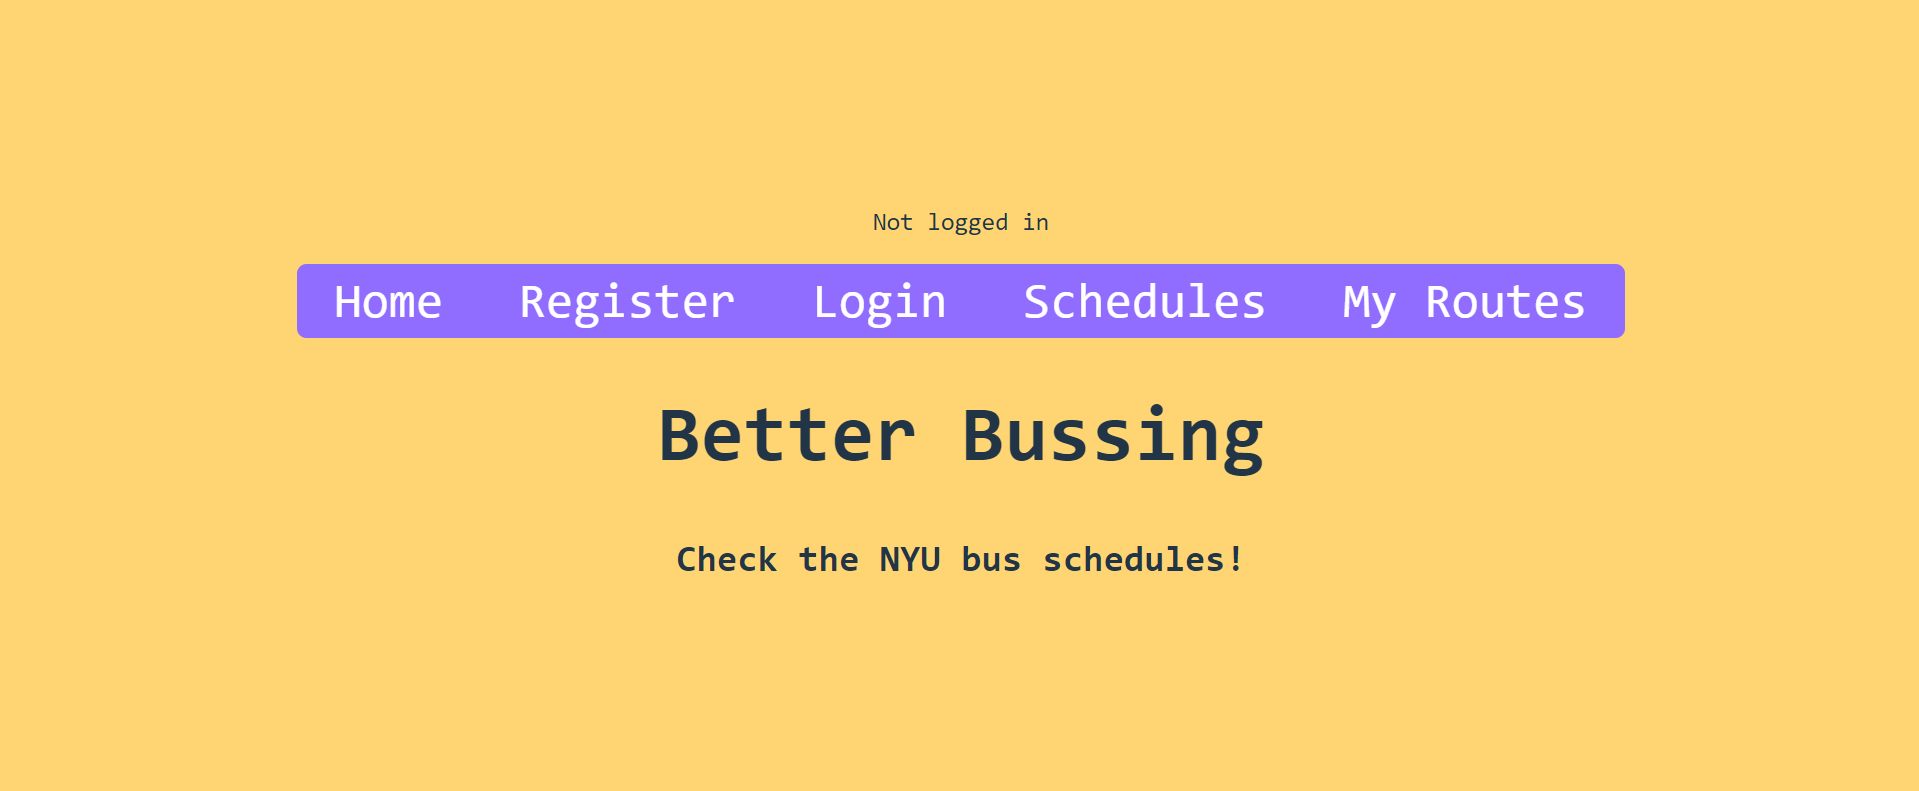 Not logged in
Home Register Login Schedules My Routes
Better Bussing
Check the NYU bus schedules!